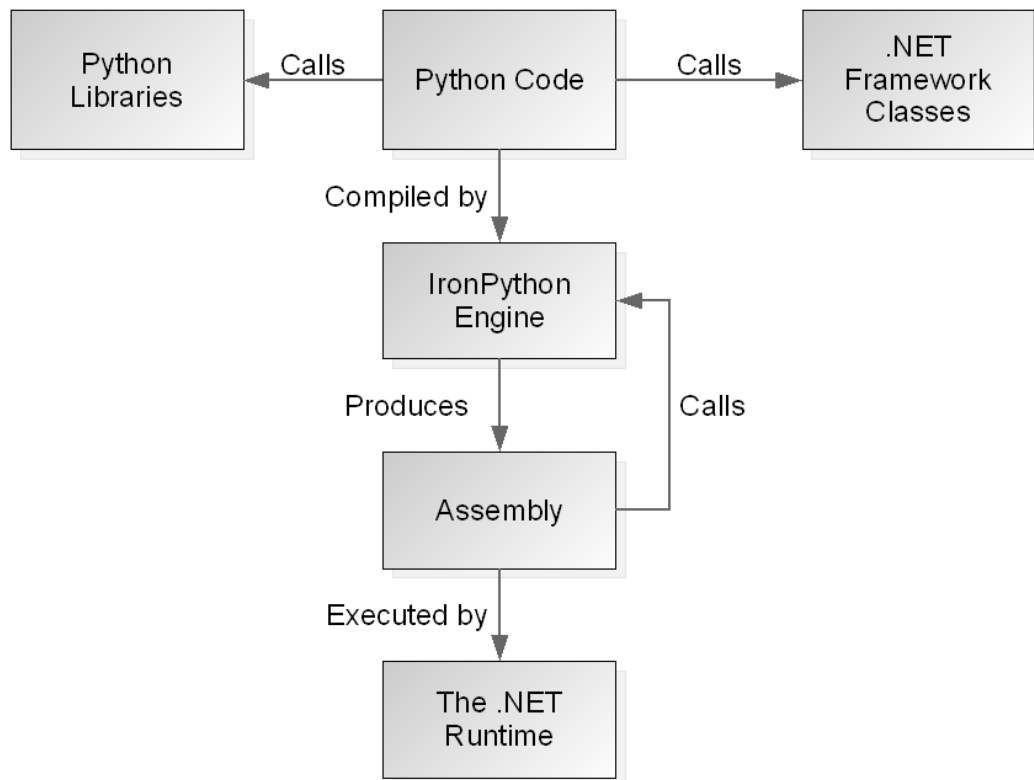 Python
Libraries
Calls
Python Code
Calls
.NET
Framework
Classes
Compiled by
IronPython
Engine
Produces
Calls
Assembly
Executed by
The .NET
Runtime